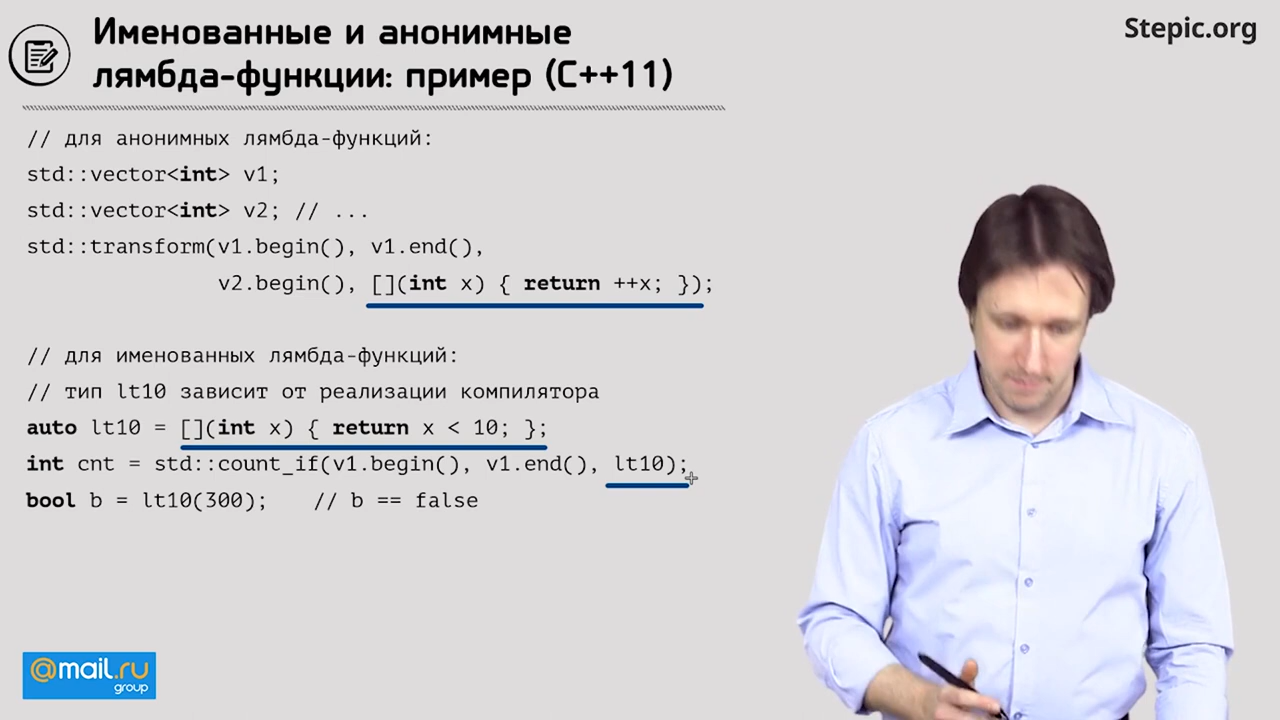 Именованные и анонимные
лямбда-функции: пример (C++11)
Stepic.org
// для анонимных лямбда-функций:
std::vector<int> v1;
std::vector<int> v2; // ...
std::transform(v1.begin(), v1.end(),
v2.begin(), [](int x) { return ++x; });
// для именованных лямбда-функций:
// тип lt10 зависит от реализации компилятора
auto lt10 = [](int x) { return x < 10; };
int cnt = std::count_if(v1.begin(), v1.end(), lt10);
bool b = lt10(300); // b == false
@mail.ru
group